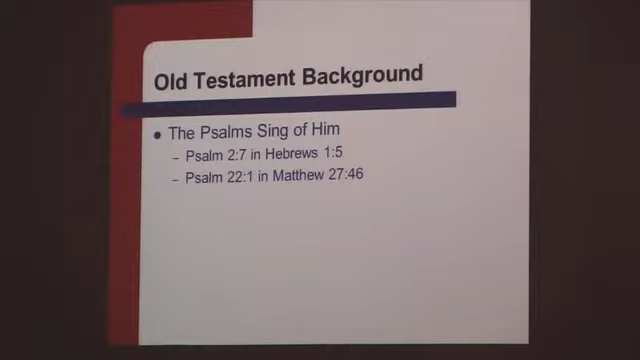 Old Testament Background
• The Psalms Sing of Him
– Psalm 2:7 in Hebrews 1:5
– Psalm 22:1 in Matthew 27:46